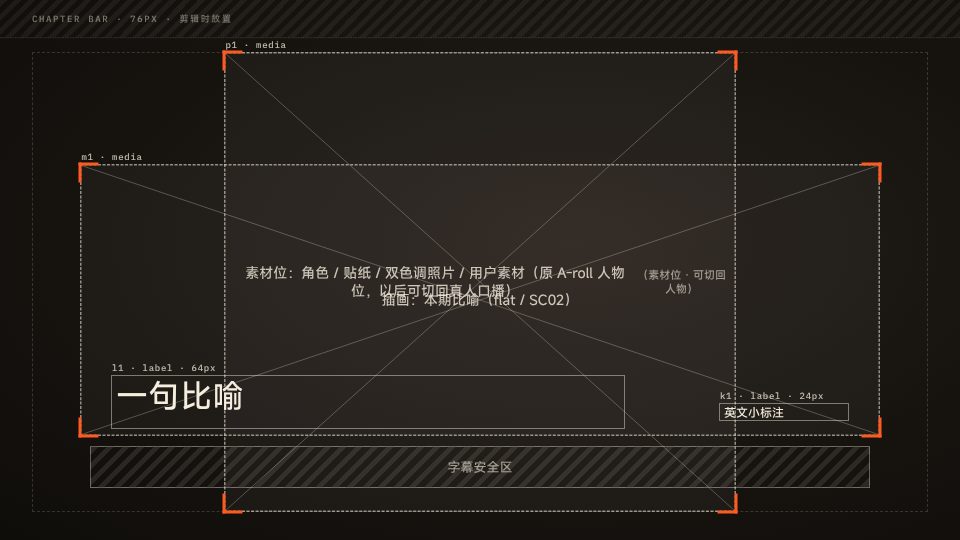 CHAPTER BAR · 76PX · 剪辑时放置
p1 · media
m1 · media
素材位：角色 / 贴纸 / 双色调照片 / 用户素材（原 A-roll 人物
位，以后可切回真人口播）
（素材位 · 可切回
人物）
插画：本期比喻（flat / SC02）
l1 · label · 64px
一句比喻
k1 · label · 24px
英文小标注
字幕安全区